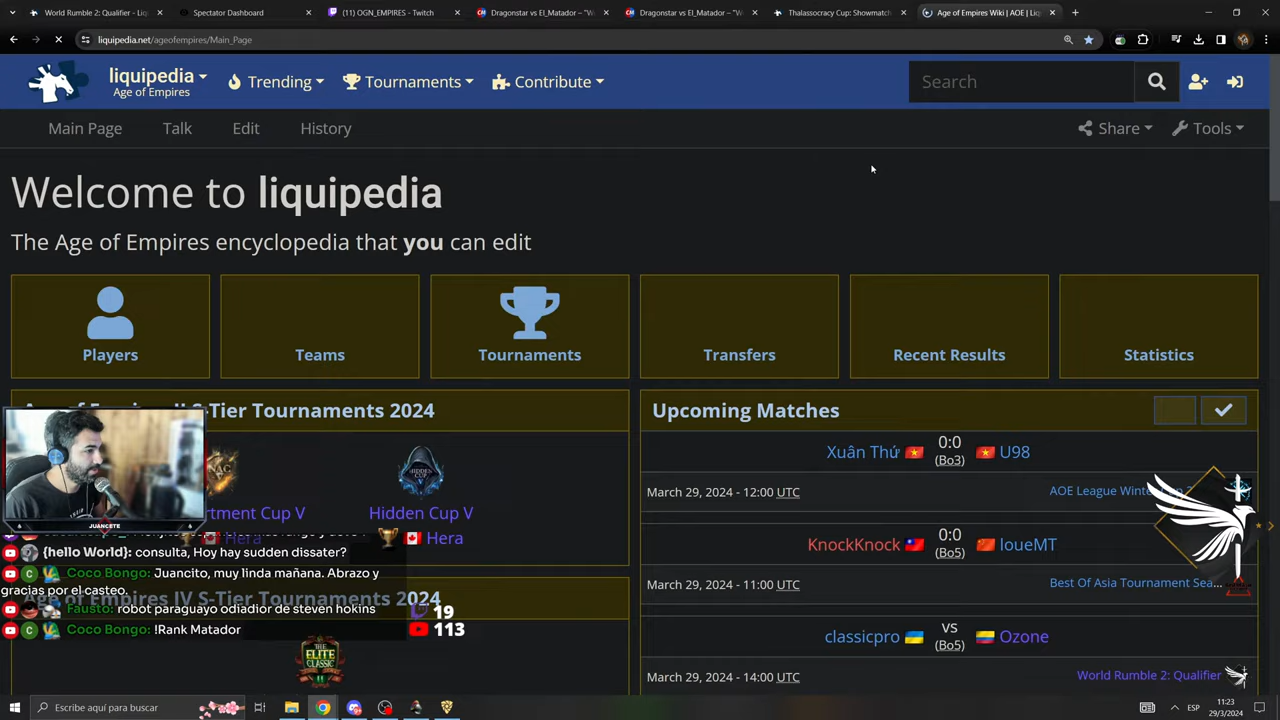 World Rumble 2: Qualifier - Liq
Spectator Dashboard
(11) OGN_EMPIRES - Twitch
Dragonstar vs El_Matador – "W
Dragonstar vs El_Matador – "W
Thalassocracy Cup: Showmatch
Age of Empires Wiki | AOE | Liq
liquipedia.net/ageofempires/Main_Page
liquipedia
Age of Empires
Trending
Tournaments
Contribute
Search
Main Page
Talk
Edit
History
Share
Tools
Welcome to liquipedia
The Age of Empires encyclopedia that you can edit
Players
Teams
Tournaments
Transfers
Recent Results
Statistics
S-Tier Tournaments 2024
Upcoming Matches
Xuân Thứ
0:0
(Bo3)
U98
March 29, 2024 - 12:00 UTC
AOE League Winte
KnockKnock
0:0
(Bo5)
loueMT
March 29, 2024 - 11:00 UTC
Best Of Asia Tournament Sea...
classicpro
vs
(Bo5)
Ozone
March 29, 2024 - 14:00 UTC
World Rumble 2: Qualifier
HIDDEN CUP
Cup V
Hidden Cup V
Hera
Hera
Age of Empires IV S-Tier Tournaments 2024
THE ELITE CLASSIC
JUANCETE
{hello World}: consulta, Hoy hay sudden dissater?
Coco Bongo: Juancito, muy linda mañana. Abrazo y
gracias por el casteo.
Fausto: robot paraguayo odiadior de steven hokins
Coco Bongo: !Rank Matador
19
113
Escribe aquí para buscar
ESP
11:23
29/3/2024